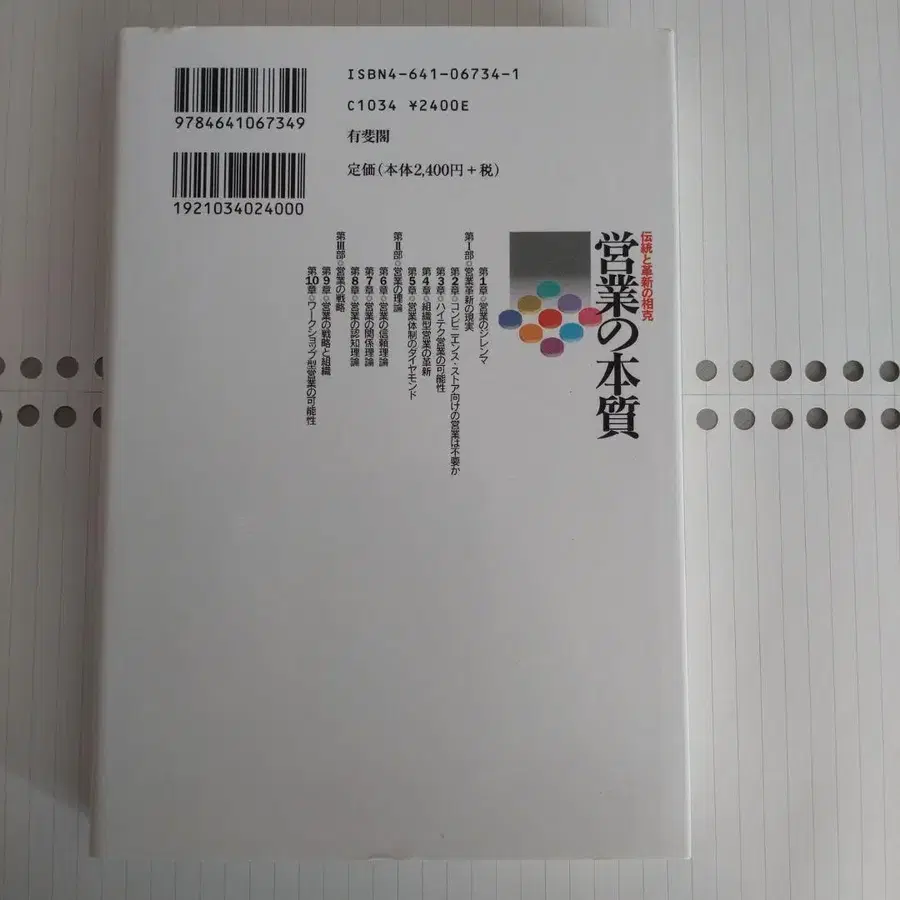 ISBN4-641-06734-1
C1034 ¥2400E
9784641067349
有斐閣
定価(本体2,400円+税)
1921034024000
伝統と革新の相克
営業の本質
第Ⅰ部◎営業革新の現実
第1章◎営業のジレンマ
第2章◎コンビニエンス・ストア向けの営業は不要か
第3章◎ハイテク営業の可能性
第4章◎組織型営業の革新
第5章◎営業体制のダイヤモンド
第Ⅱ部◎営業の理論
第6章◎営業の信頼理論
第7章◎営業の関係理論
第8章◎営業の認知理論
第Ⅲ部◎営業の戦略
第9章◎営業の戦略と組織
第10章◎ワークショップ型営業の可能性